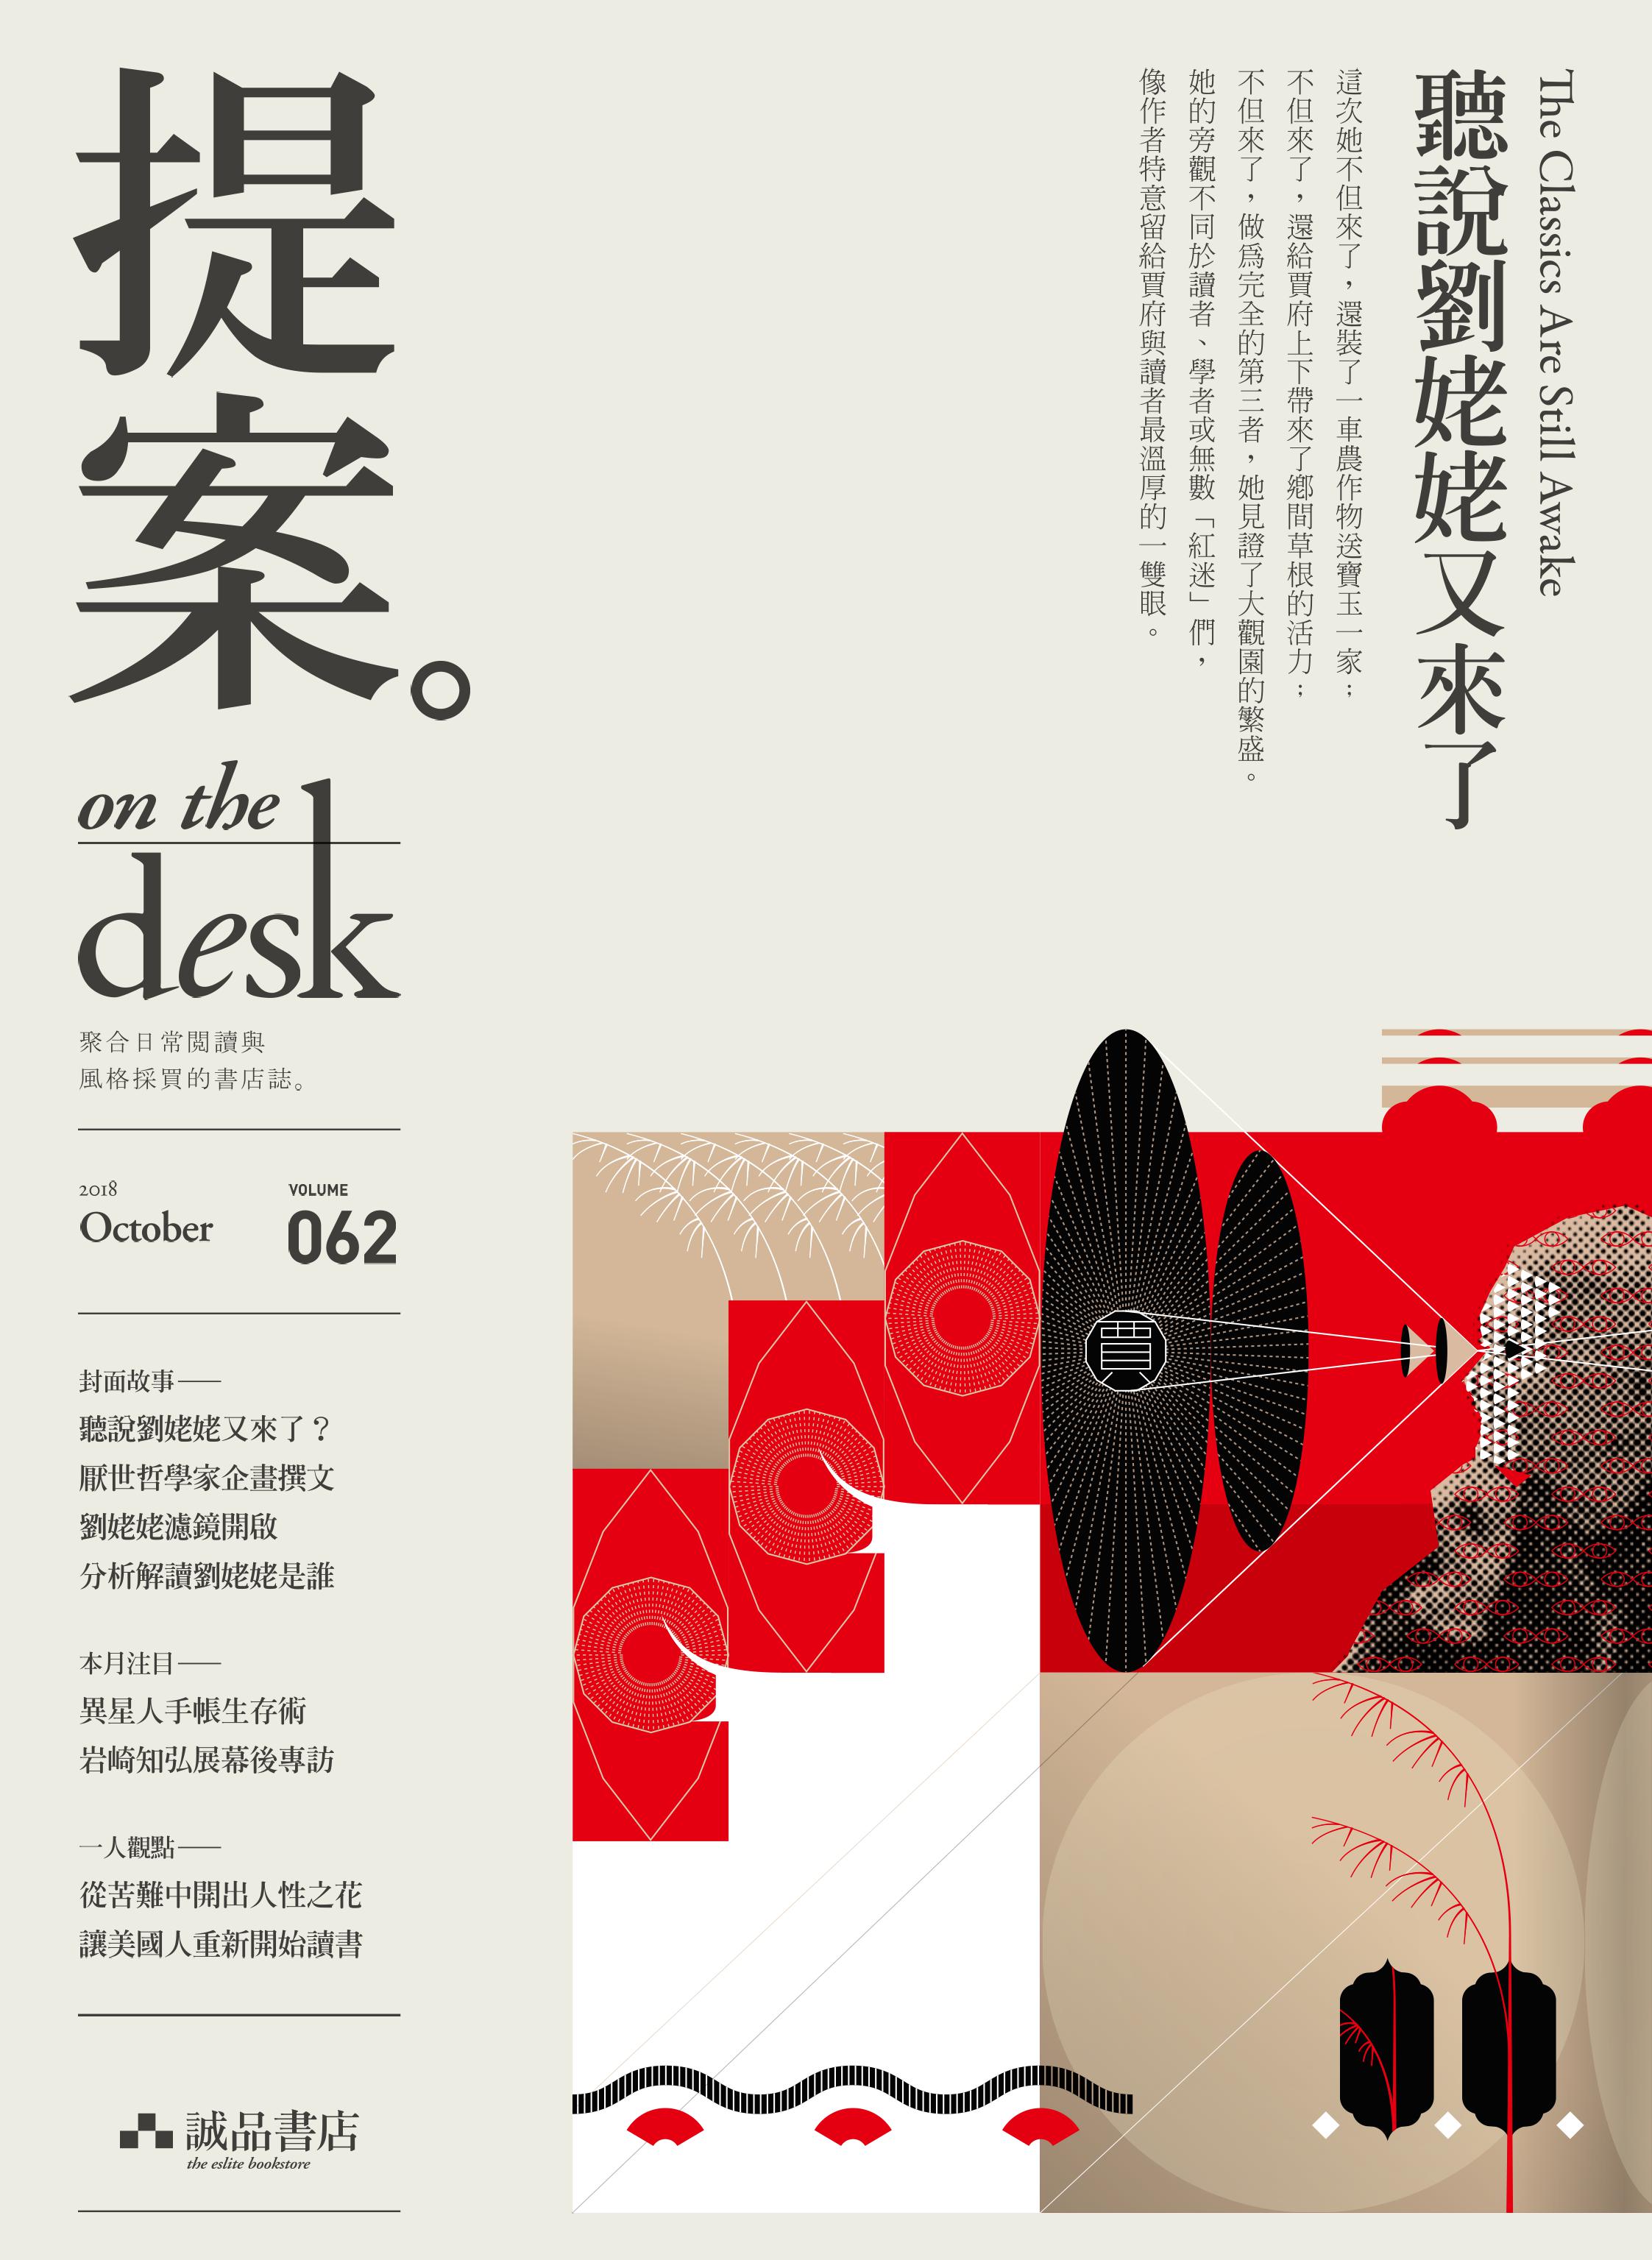 提案。
on the
desk
聚合日常閱讀與
風格採買的書店誌。
2018
October
VOLUME
062
封面故事——
聽說劉姥姥又來了？
厭世哲學家企畫撰文
劉姥姥濾鏡開啟
分析解讀劉姥姥是誰
本月注目——
異星人手帳生存術
岩崎知弘展幕後專訪
一人觀點——
從苦難中開出人性之花
讓美國人重新開始讀書
誠品書店
the eslite bookstore
The Classics Are Still Awake
聽說劉姥姥又來了
這次她不但來了，還裝了一車農作物送寶玉一家；
不但來了，還給賈府上下帶來了鄉間草根的活力；
不但來了，做為完全的第三者，她見證了大觀園的繁盛。
她的旁觀不同於讀者、學者或無數「紅迷」們，
像作者特意留給賈府與讀者最溫厚的一雙眼。